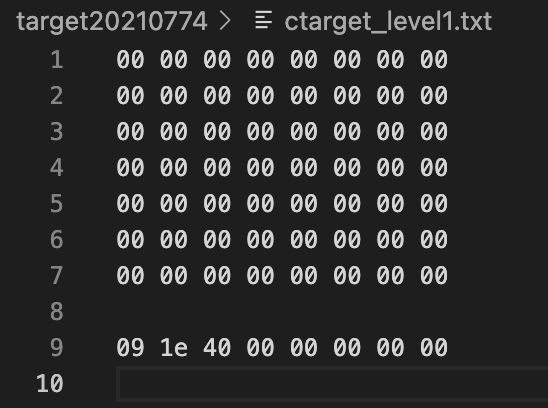 target20210774 > ctarget_level1.txt
1 00 00 00 00 00 00 00 00
2 00 00 00 00 00 00 00 00
3 00 00 00 00 00 00 00 00
4 00 00 00 00 00 00 00 00
5 00 00 00 00 00 00 00 00
6 00 00 00 00 00 00 00 00
7 00 00 00 00 00 00 00 00
8
9 09 1e 40 00 00 00 00 00
10